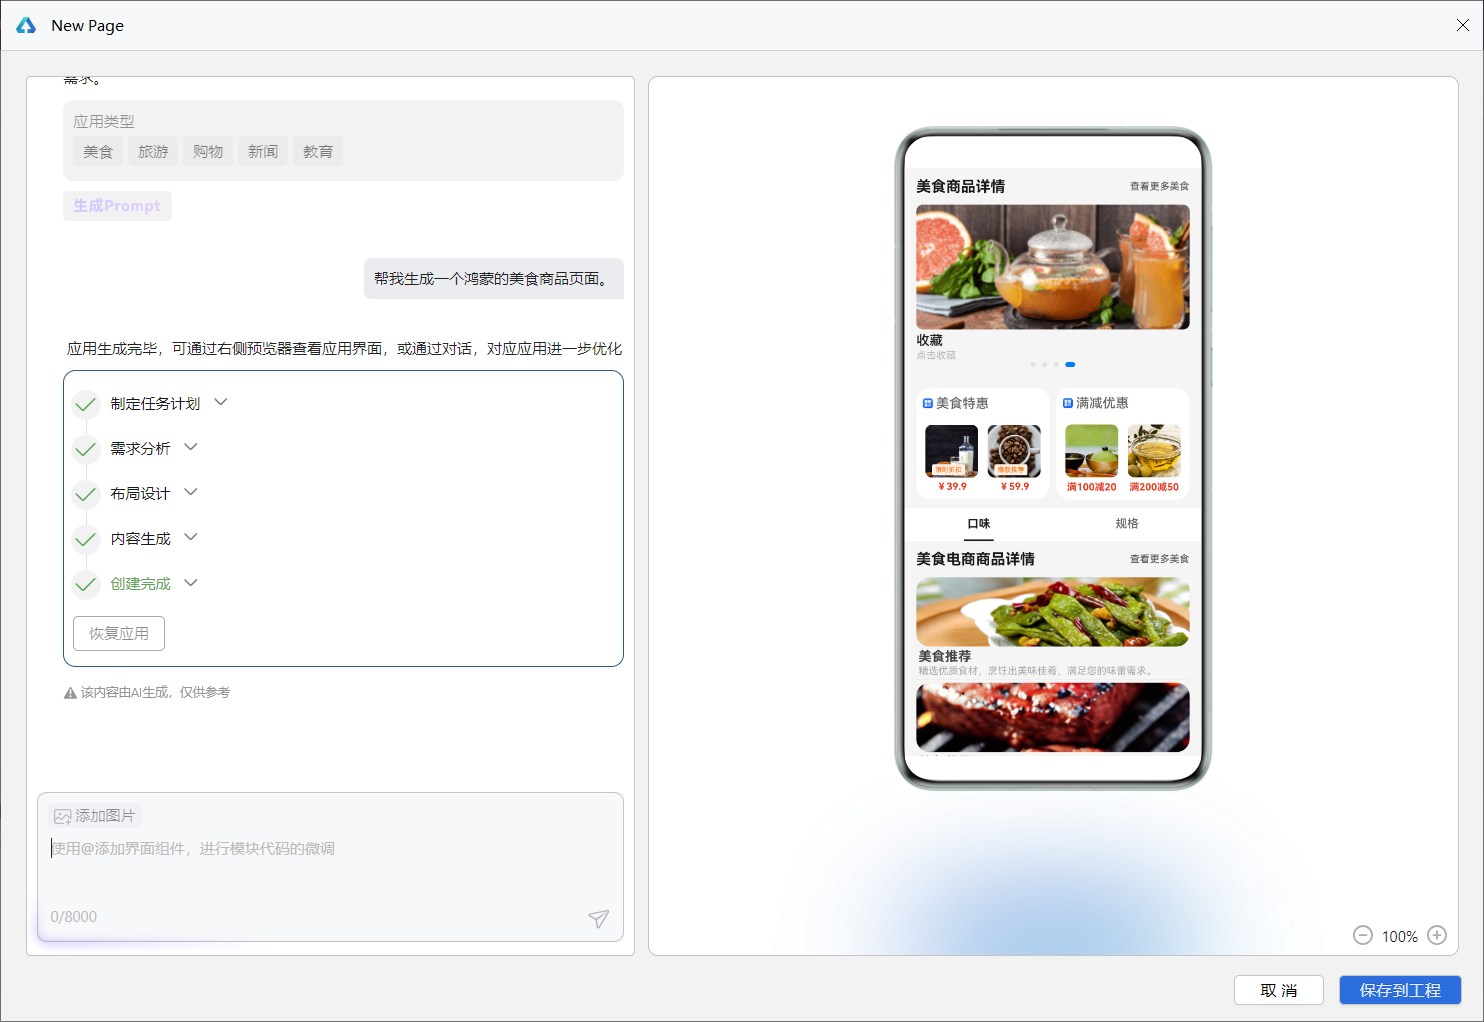 New Page
需求。
应用类型
美食 旅游 购物 新闻 教育
生成Prompt
帮我生成一个鸿蒙的美食商品页面。
应用生成完毕，可通过右侧预览器查看应用界面，或通过对话，对应应用进一步优化
制定任务计划
需求分析
布局设计
内容生成
创建完成
恢复应用
该内容由AI生成，仅供参考
添加图片
使用@添加界面组件，进行模块代码的微调
0/8000
美食商品详情 查看更多美食
收藏
点击收藏
美食特惠 满减优惠
限时折扣 爆款推荐
￥39.9 ￥59.9 满100减20 满200减50
口味 规格
美食电商商品详情 查看更多美食
美食推荐
精选优质食材，烹饪出美味佳肴，满足您的味蕾需求。
100%
取 消 保存到工程